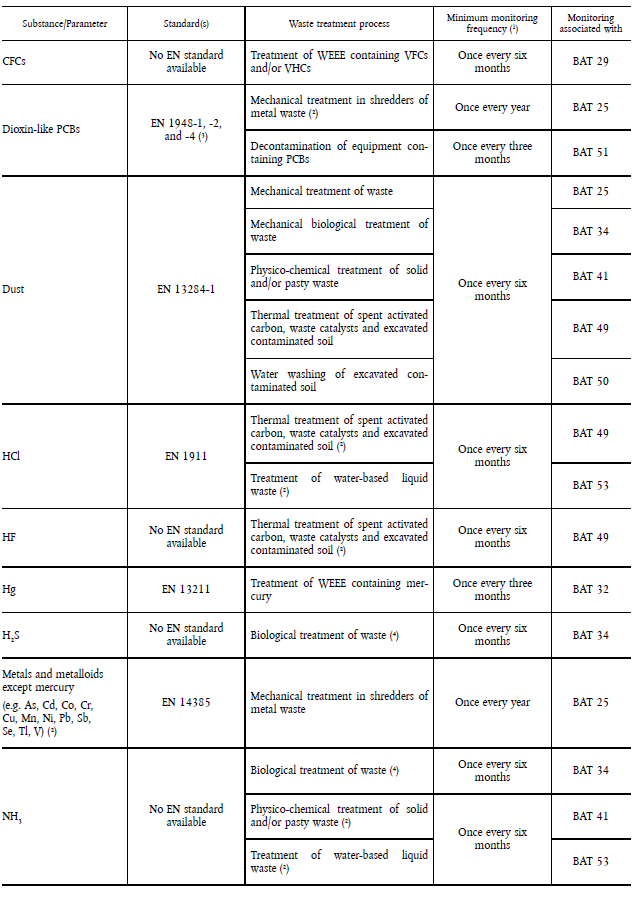 Substance/Parameter
Standard(s)
Waste treatment process
Minimum monitoring
frequency (¹)
Monitoring
associated with
CFCs
No EN standard
available
Treatment of WEEE containing VFCs
and/or VHCs
Once every six
months
BAT 29
Dioxin-like PCBs
EN 1948-1, -2,
and -4 (³)
Mechanical treatment in shredders of
metal waste (²)
Once every year
BAT 25
Decontamination of equipment con-
taining PCBs
Once every three
months
BAT 51
Dust
EN 13284-1
Mechanical treatment of waste
Once every six
months
BAT 25
Mechanical biological treatment of
waste
BAT 34
Physico-chemical treatment of solid
and/or pasty waste
BAT 41
Thermal treatment of spent activated
carbon, waste catalysts and excavated
contaminated soil
BAT 49
Water washing of excavated con-
taminated soil
BAT 50
HCl
EN 1911
Thermal treatment of spent activated
carbon, waste catalysts and excavated
contaminated soil (²)
Once every six
months
BAT 49
Treatment of water-based liquid
waste (²)
BAT 53
HF
No EN standard
available
Thermal treatment of spent activated
carbon, waste catalysts and excavated
contaminated soil (²)
Once every six
months
BAT 49
Hg
EN 13211
Treatment of WEEE containing mer-
cury
Once every three
months
BAT 32
H₂S
No EN standard
available
Biological treatment of waste (⁴)
Once every six
months
BAT 34
Metals and metalloids
except mercury
(e.g. As, Cd, Co, Cr,
Cu, Mn, Ni, Pb, Sb,
Se, Tl, V) (²)
EN 14385
Mechanical treatment in shredders of
metal waste
Once every year
BAT 25
NH₃
No EN standard
available
Biological treatment of waste (⁴)
Once every six
months
BAT 34
Physico-chemical treatment of solid
and/or pasty waste (²)
Once every six
months
BAT 41
Treatment of water-based liquid
waste (²)
BAT 53